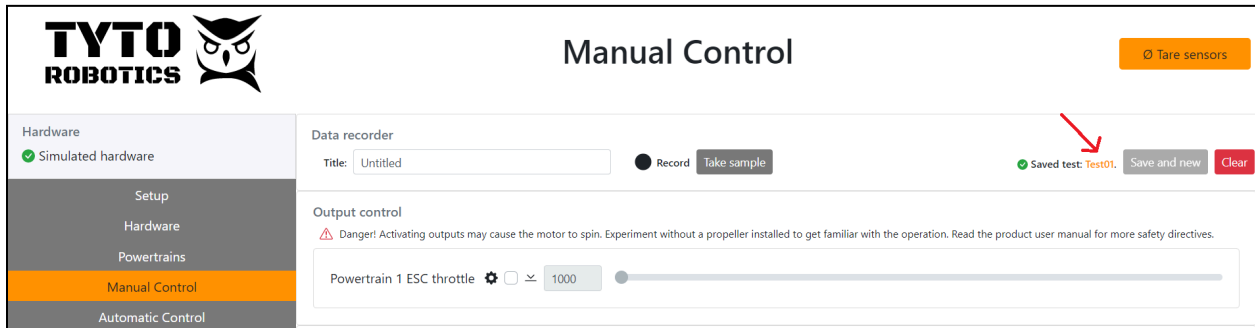 TYTO
ROBOTICS
Manual Control
Ø Tare sensors
Hardware
Simulated hardware
Setup
Hardware
Powertrains
Manual Control
Automatic Control
Data recorder
Title: Untitled Record Take sample Saved test: Test01. Save and new Clear
Output control
Danger! Activating outputs may cause the motor to spin. Experiment without a propeller installed to get familiar with the operation. Read the product user manual for more safety directives.
Powertrain 1 ESC throttle 1000